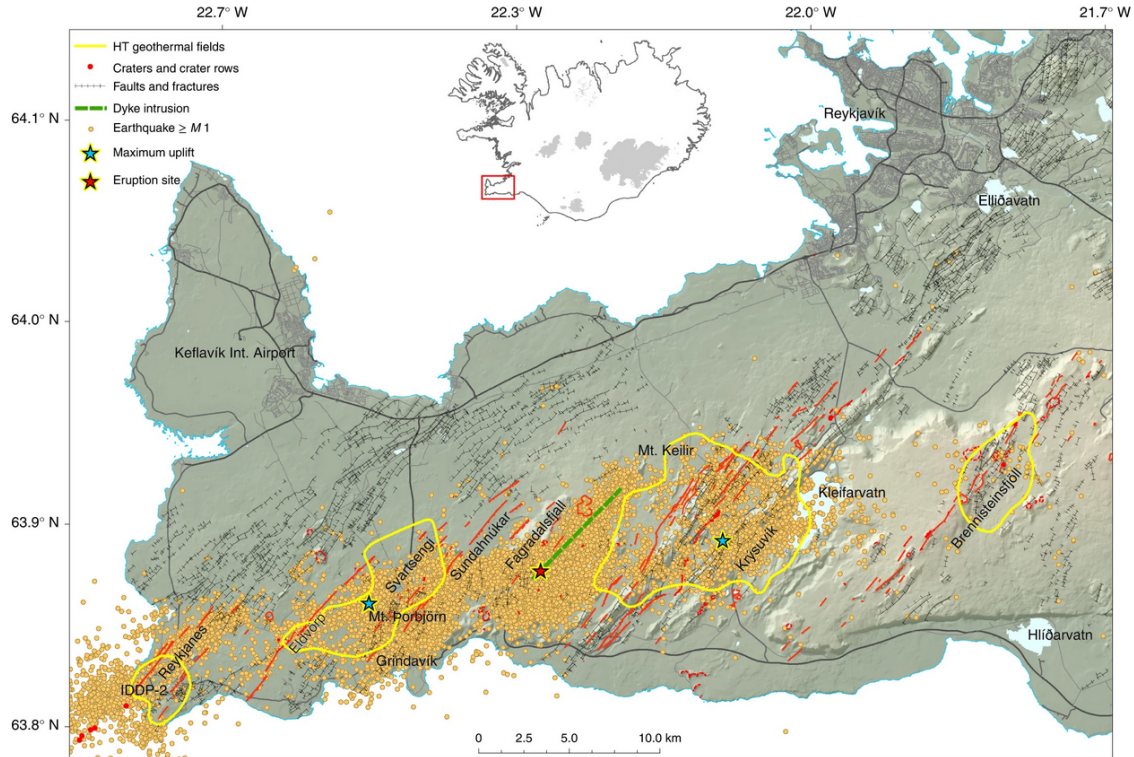 22.7° W 22.3° W 22.0° W 21.7° W
64.1° N
64.0° N
63.9° N
63.8° N
HT geothermal fields
Craters and crater rows
Faults and fractures
Dyke intrusion
Earthquake ≥ M 1
Maximum uplift
Eruption site
Reykjavík
Elliðavatn
Keflavík Int. Airport
Mt. Keilir
Kleifarvatn
Brennisteinsfjöll
Krysuvík
Fagradalsfjall
Sundahnúkar
Svartsengi
Mt. Þorbjörn
Eldvörp
Grindavík
Reykjanes
IDDP-2
Hlíðarvatn
0 2.5 5.0 10.0 km